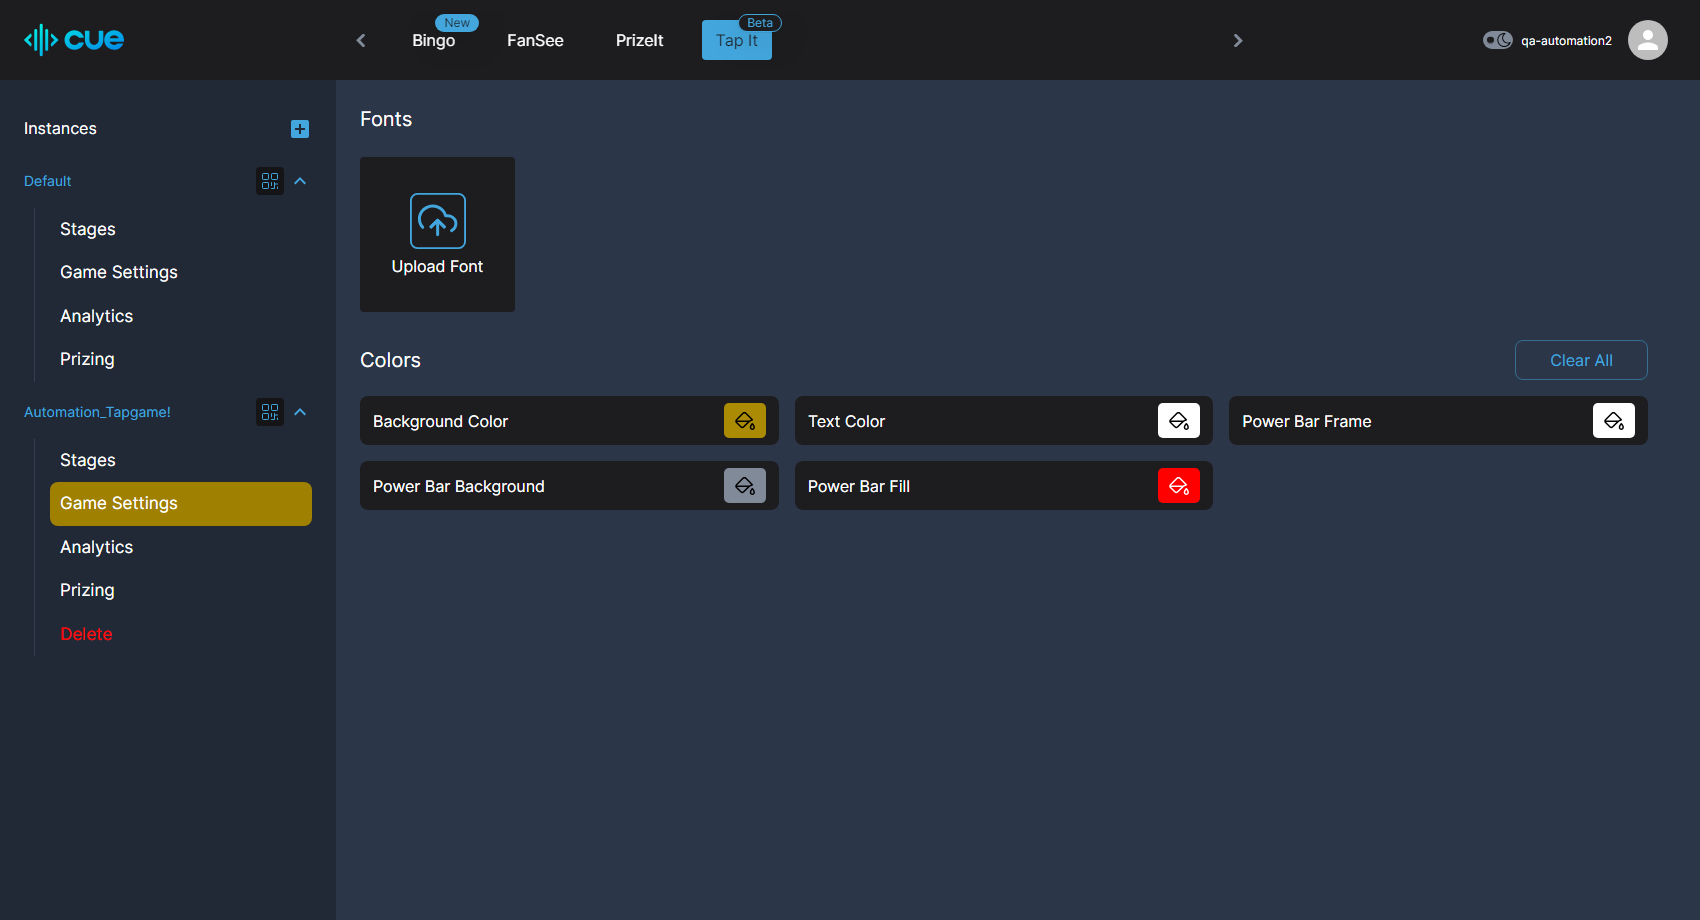 cue
New
Bingo
FanSee
PrizeIt
Beta
Tap It
qa-automation2
Instances
Default
Stages
Game Settings
Analytics
Prizing
Automation_Tapgame!
Stages
Game Settings
Analytics
Prizing
Delete
Fonts
Upload Font
Colors
Clear All
Background Color
Text Color
Power Bar Frame
Power Bar Background
Power Bar Fill